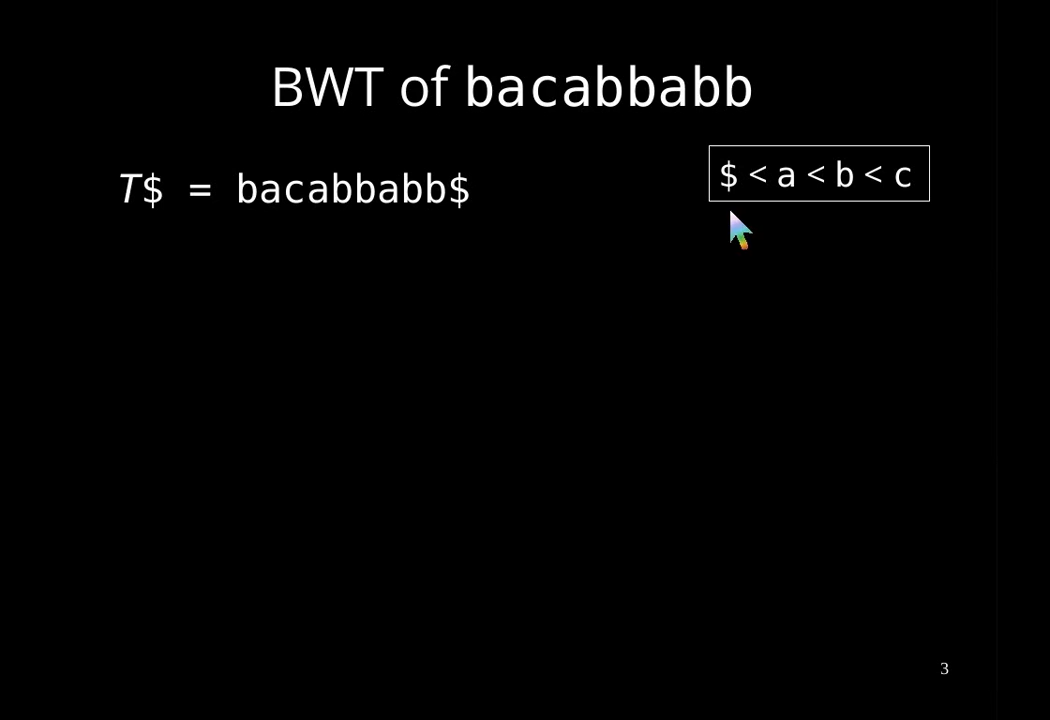 BWT of bacabbabb
T$ = bacabbabb$
$ < a < b < c
3